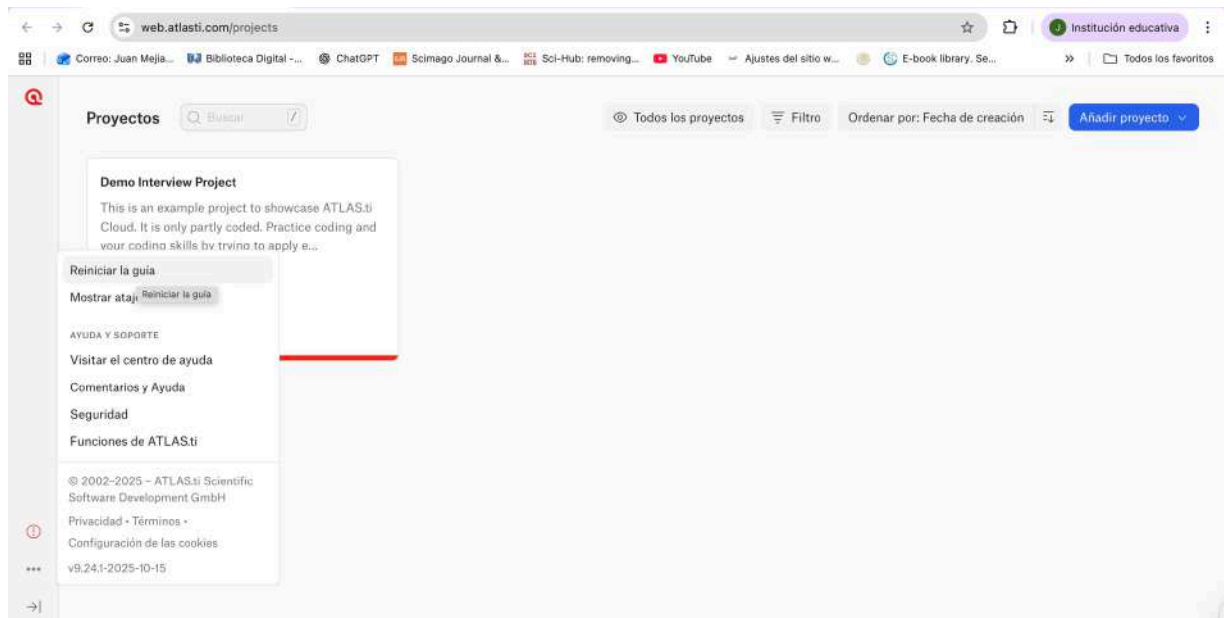 web.atlasti.com/projects
Institución educativa
Correo: Juan Mejia...
Biblioteca Digital -...
ChatGPT
Scimago Journal &...
Sci-Hub: removing...
YouTube
Ajustes del sitio w...
E-book library. Se...
»
Todos los favoritos
Proyectos
Buscar
/
Todos los proyectos
Filtro
Ordenar por: Fecha de creación
Añadir proyecto
Demo Interview Project
This is an example project to showcase ATLAS.ti
Cloud. It is only partly coded. Practice coding and
your coding skills by trying to apply e...
Reiniciar la guía
Mostrar ataj
Reiniciar la guía
AYUDA Y SOPORTE
Visitar el centro de ayuda
Comentarios y Ayuda
Seguridad
Funciones de ATLAS.ti
© 2002–2025 – ATLAS.ti Scientific
Software Development GmbH
Privacidad • Términos •
Configuración de las cookies
v9.24.1-2025-10-15